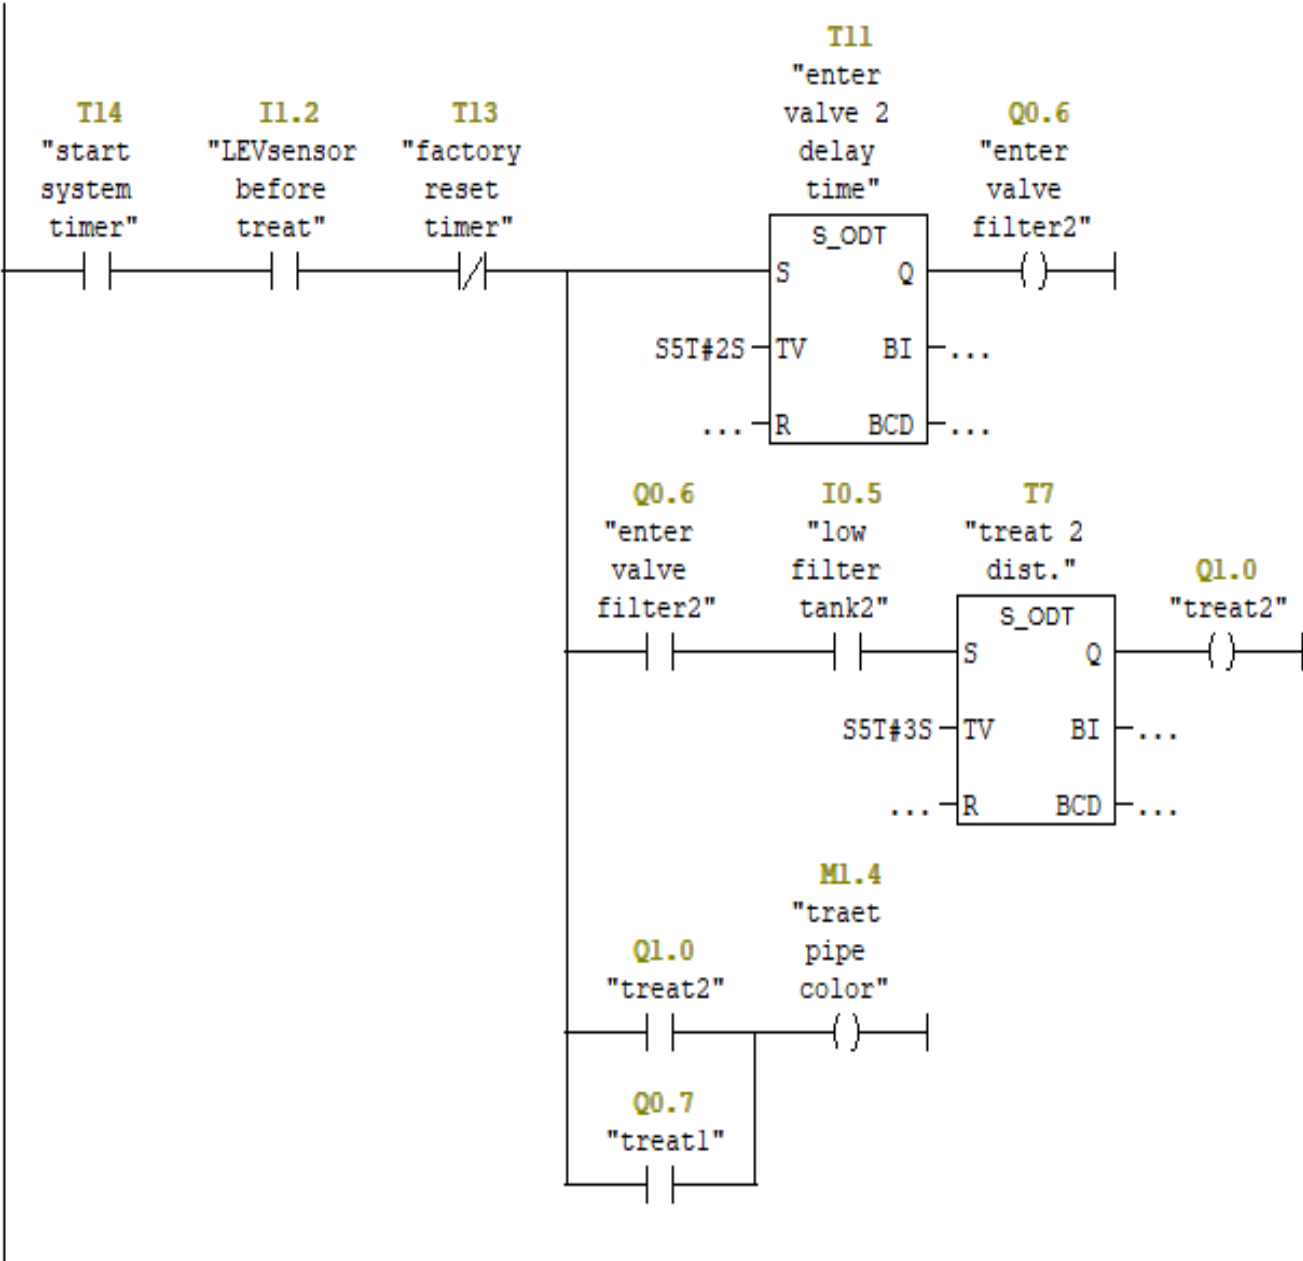 T11
"enter
valve 2
delay
time"
T14
"start
system
timer"
I1.2
"LEVsensor
before
treat"
T13
"factory
reset
timer"
Q0.6
"enter
valve
filter2"
S_ODT
S Q
S5T#2S TV BI ...
... R BCD ...
Q0.6
"enter
valve
filter2"
I0.5
"low
filter
tank2"
T7
"treat 2
dist."
Q1.0
"treat2"
S_ODT
S Q
S5T#3S TV BI ...
... R BCD ...
Q1.0
"treat2"
M1.4
"traet
pipe
color"
Q0.7
"treat1"